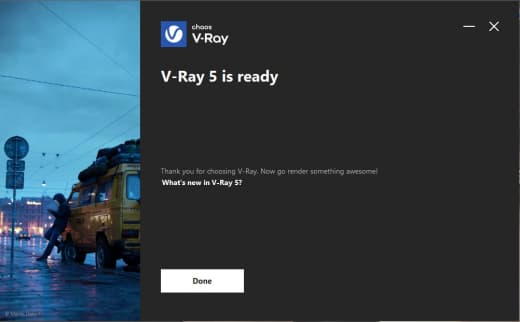 chaos
V-Ray
V-Ray 5 is ready
Thank you for choosing V-Ray. Now go render something awesome!
What's new in V-Ray 5?
Done